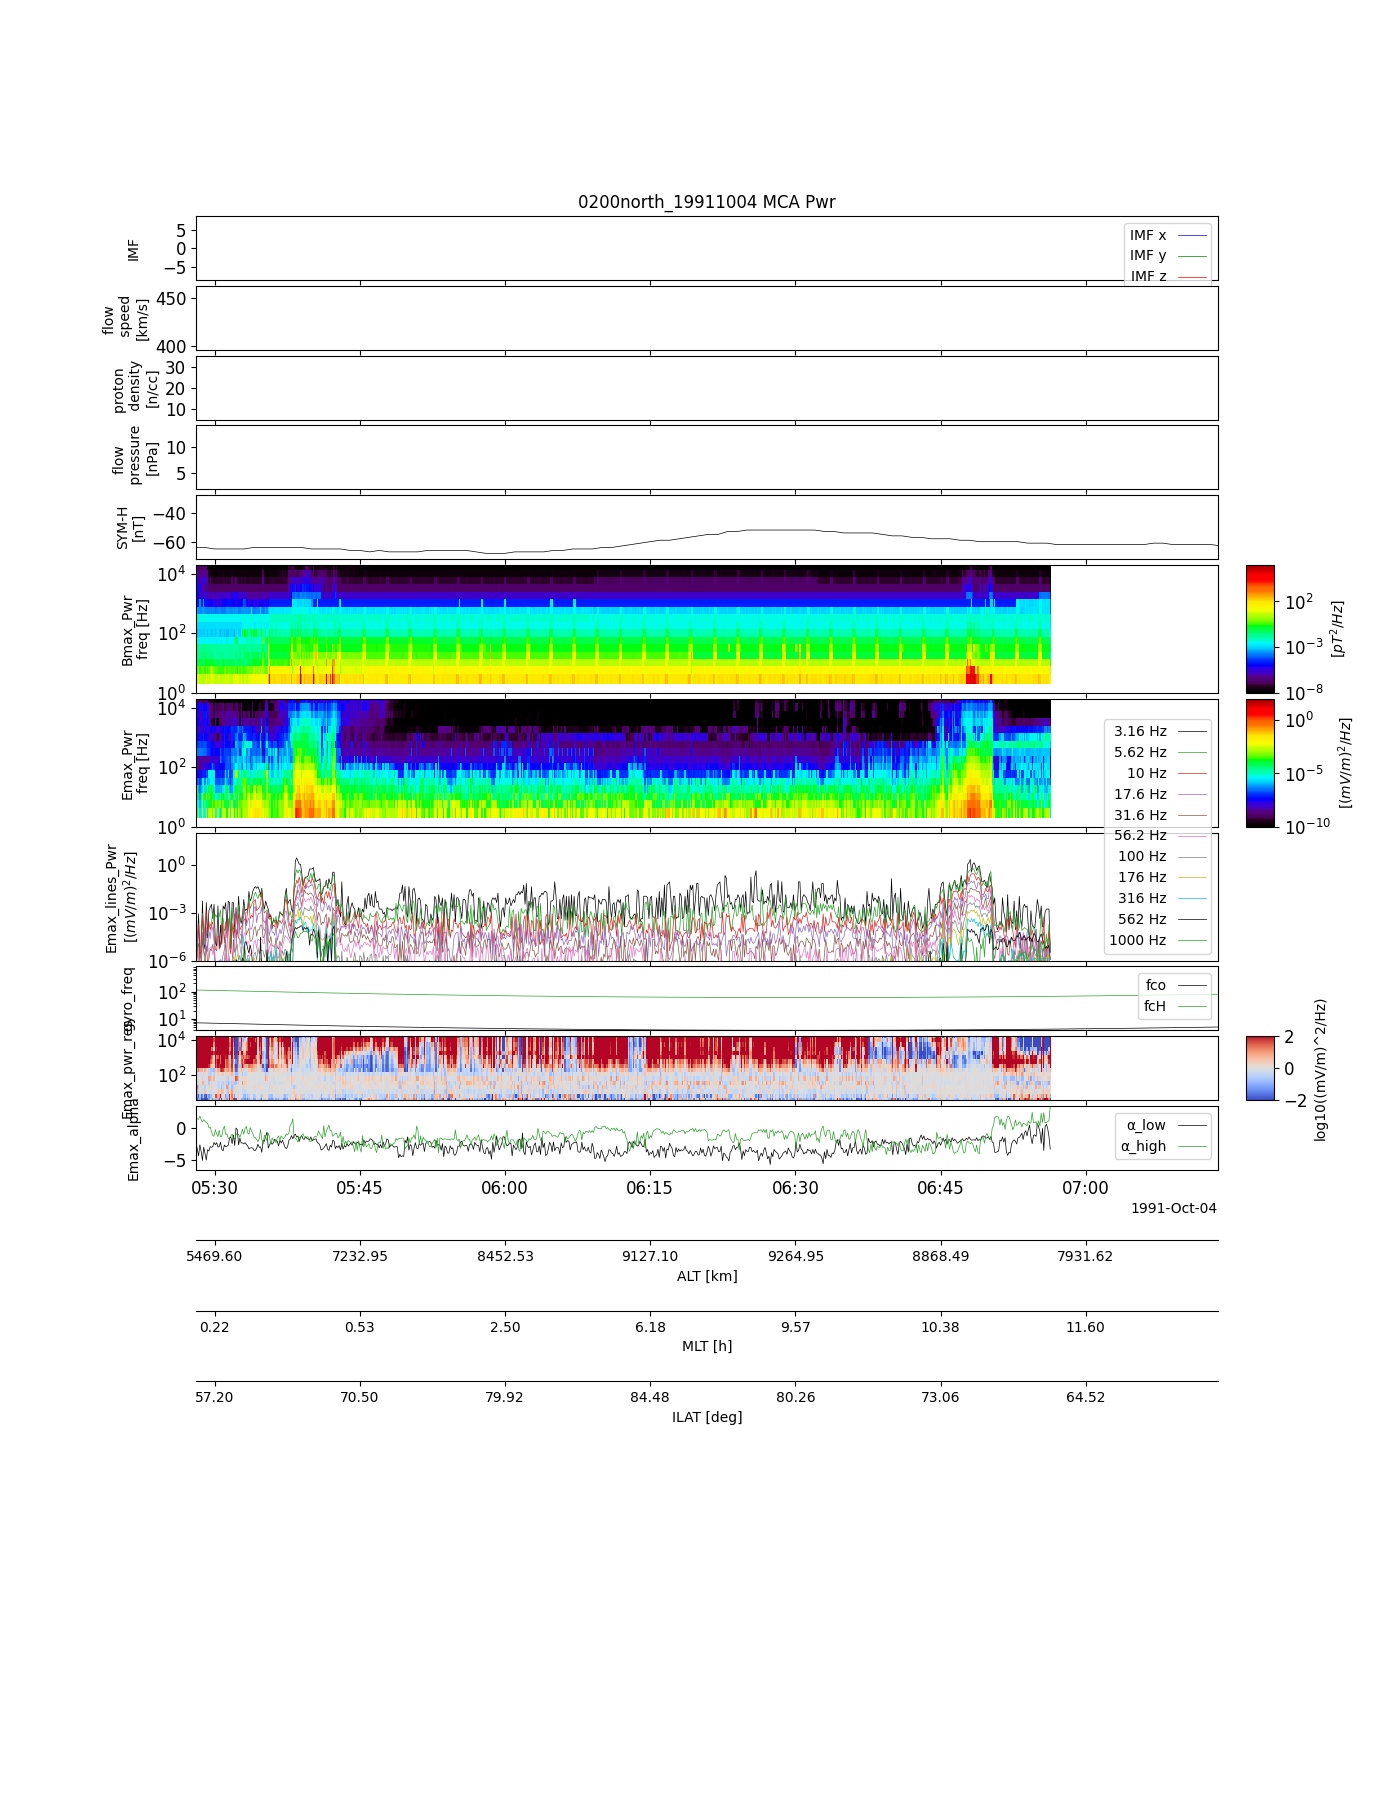 0200north_19911004 MCA Pwr
IMF
5
0
−5
IMF x
IMF y
IMF z
flow
speed
[km/s]
450
400
proton
density
[n/cc]
30
20
10
flow
pressure
[nPa]
10
5
SYM-H
[nT]
−40
−60
Bmax_Pwr
freq [Hz]
10^4
10^2
10^0
10^2
10^−3
10^−8
[pT^2/Hz]
Emax_Pwr
freq [Hz]
10^4
10^2
10^0
10^0
10^−5
10^−10
[(mV/m)^2/Hz]
3.16 Hz
5.62 Hz
10 Hz
17.6 Hz
31.6 Hz
56.2 Hz
100 Hz
176 Hz
316 Hz
562 Hz
1000 Hz
Emax_lines_Pwr
[(mV/m)^2/Hz]
10^0
10^−3
10^−6
gyro_freq
10^2
10^1
fco
fcH
Emax_pwr_res
10^4
10^2
2
0
−2
log10((mV/m)^2/Hz)
Emax_alpha
0
−5
α_low
α_high
05:30 05:45 06:00 06:15 06:30 06:45 07:00
1991-Oct-04
5469.60 7232.95 8452.53 9127.10 9264.95 8868.49 7931.62
ALT [km]
0.22 0.53 2.50 6.18 9.57 10.38 11.60
MLT [h]
57.20 70.50 79.92 84.48 80.26 73.06 64.52
ILAT [deg]